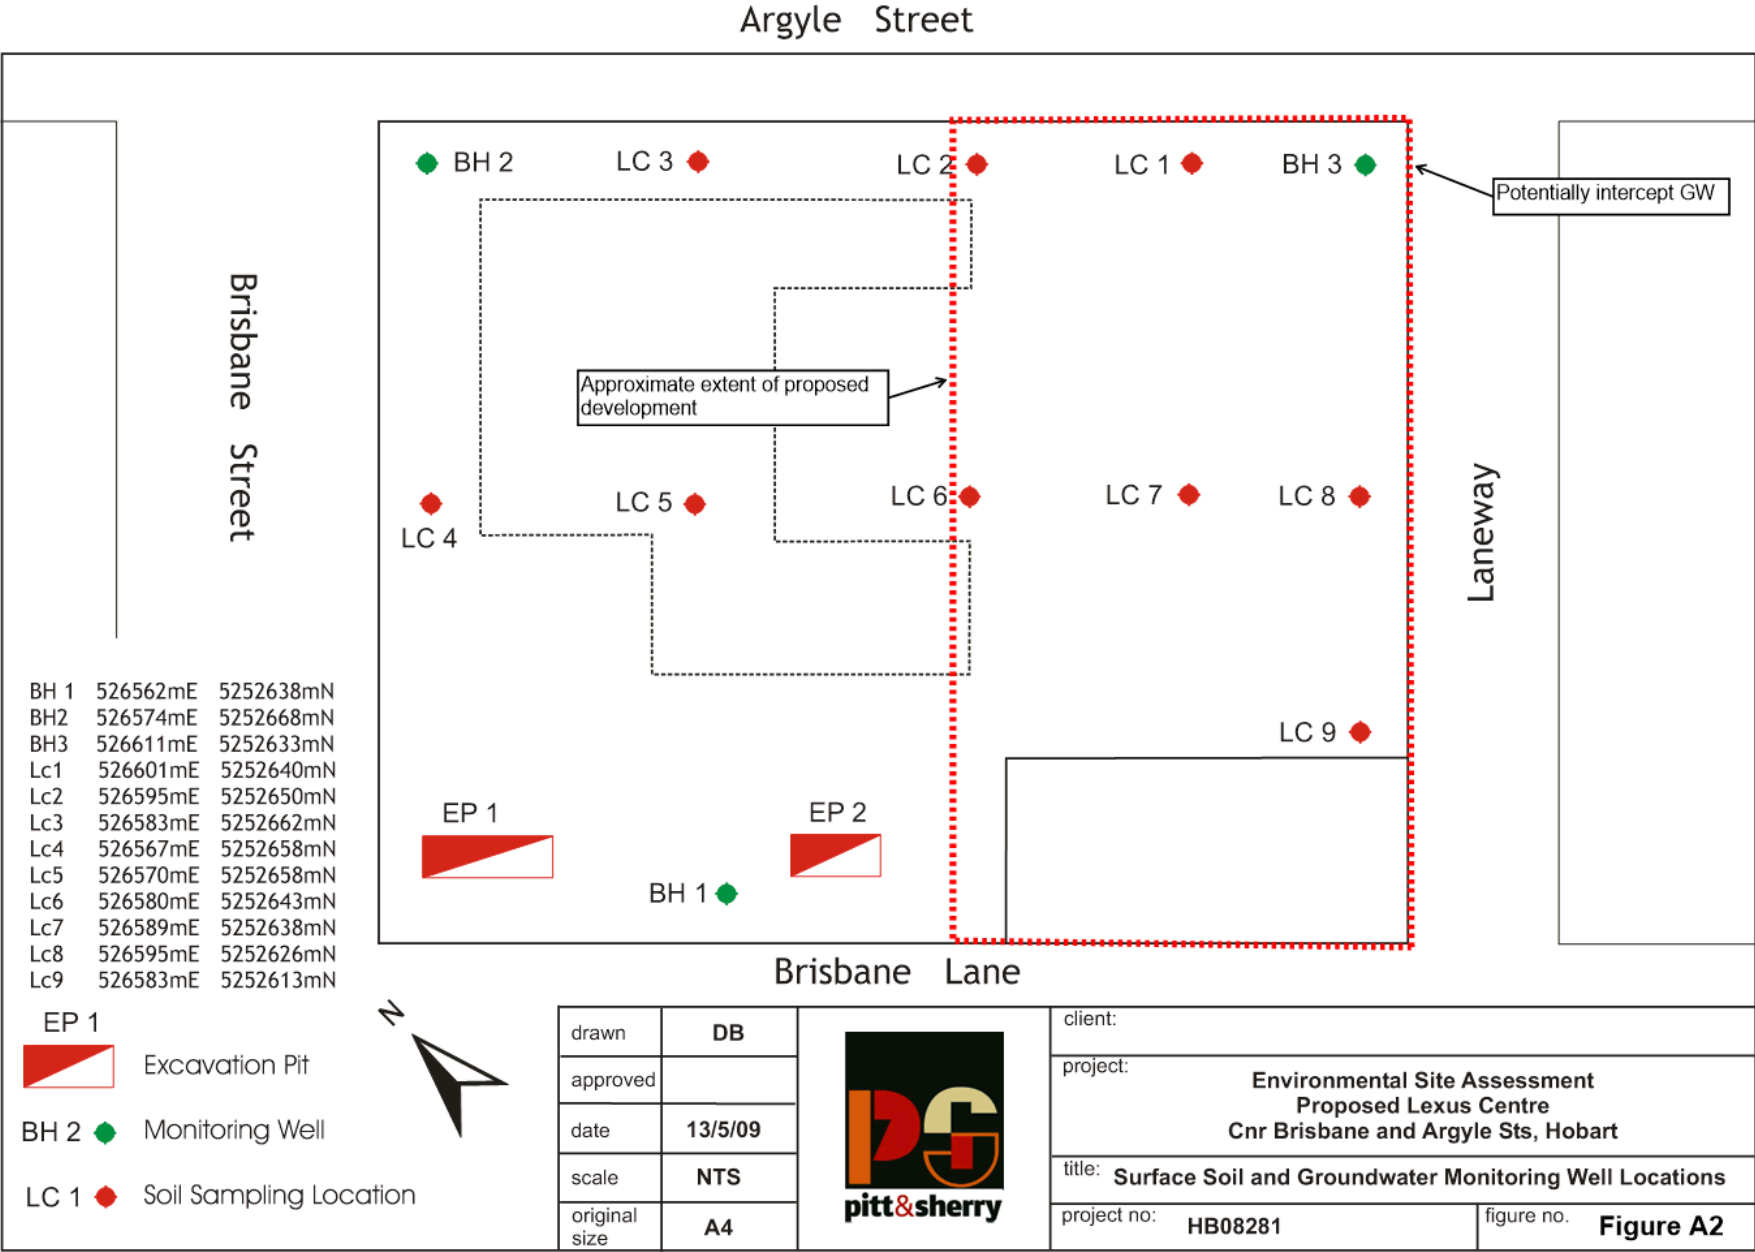 Argyle Street
BH 2
LC 3
LC 2
LC 1
BH 3
Potentially intercept GW
Brisbane Street
Approximate extent of proposed
development
LC 4
LC 5
LC 6
LC 7
LC 8
Laneway
LC 9
EP 1
EP 2
BH 1
Brisbane Lane
BH 1 526562mE 5252638mN
BH2 526574mE 5252668mN
BH3 526611mE 5252633mN
Lc1 526601mE 5252640mN
Lc2 526595mE 5252650mN
Lc3 526583mE 5252662mN
Lc4 526567mE 5252658mN
Lc5 526570mE 5252658mN
Lc6 526580mE 5252643mN
Lc7 526589mE 5252638mN
Lc8 526595mE 5252626mN
Lc9 526583mE 5252613mN
EP 1
Excavation Pit
BH 2 Monitoring Well
LC 1 Soil Sampling Location
N
drawn DB
approved
date 13/5/09
scale NTS
original
size A4
pitt&sherry
client:
project:
Environmental Site Assessment
Proposed Lexus Centre
Cnr Brisbane and Argyle Sts, Hobart
title: Surface Soil and Groundwater Monitoring Well Locations
project no: HB08281
figure no. Figure A2